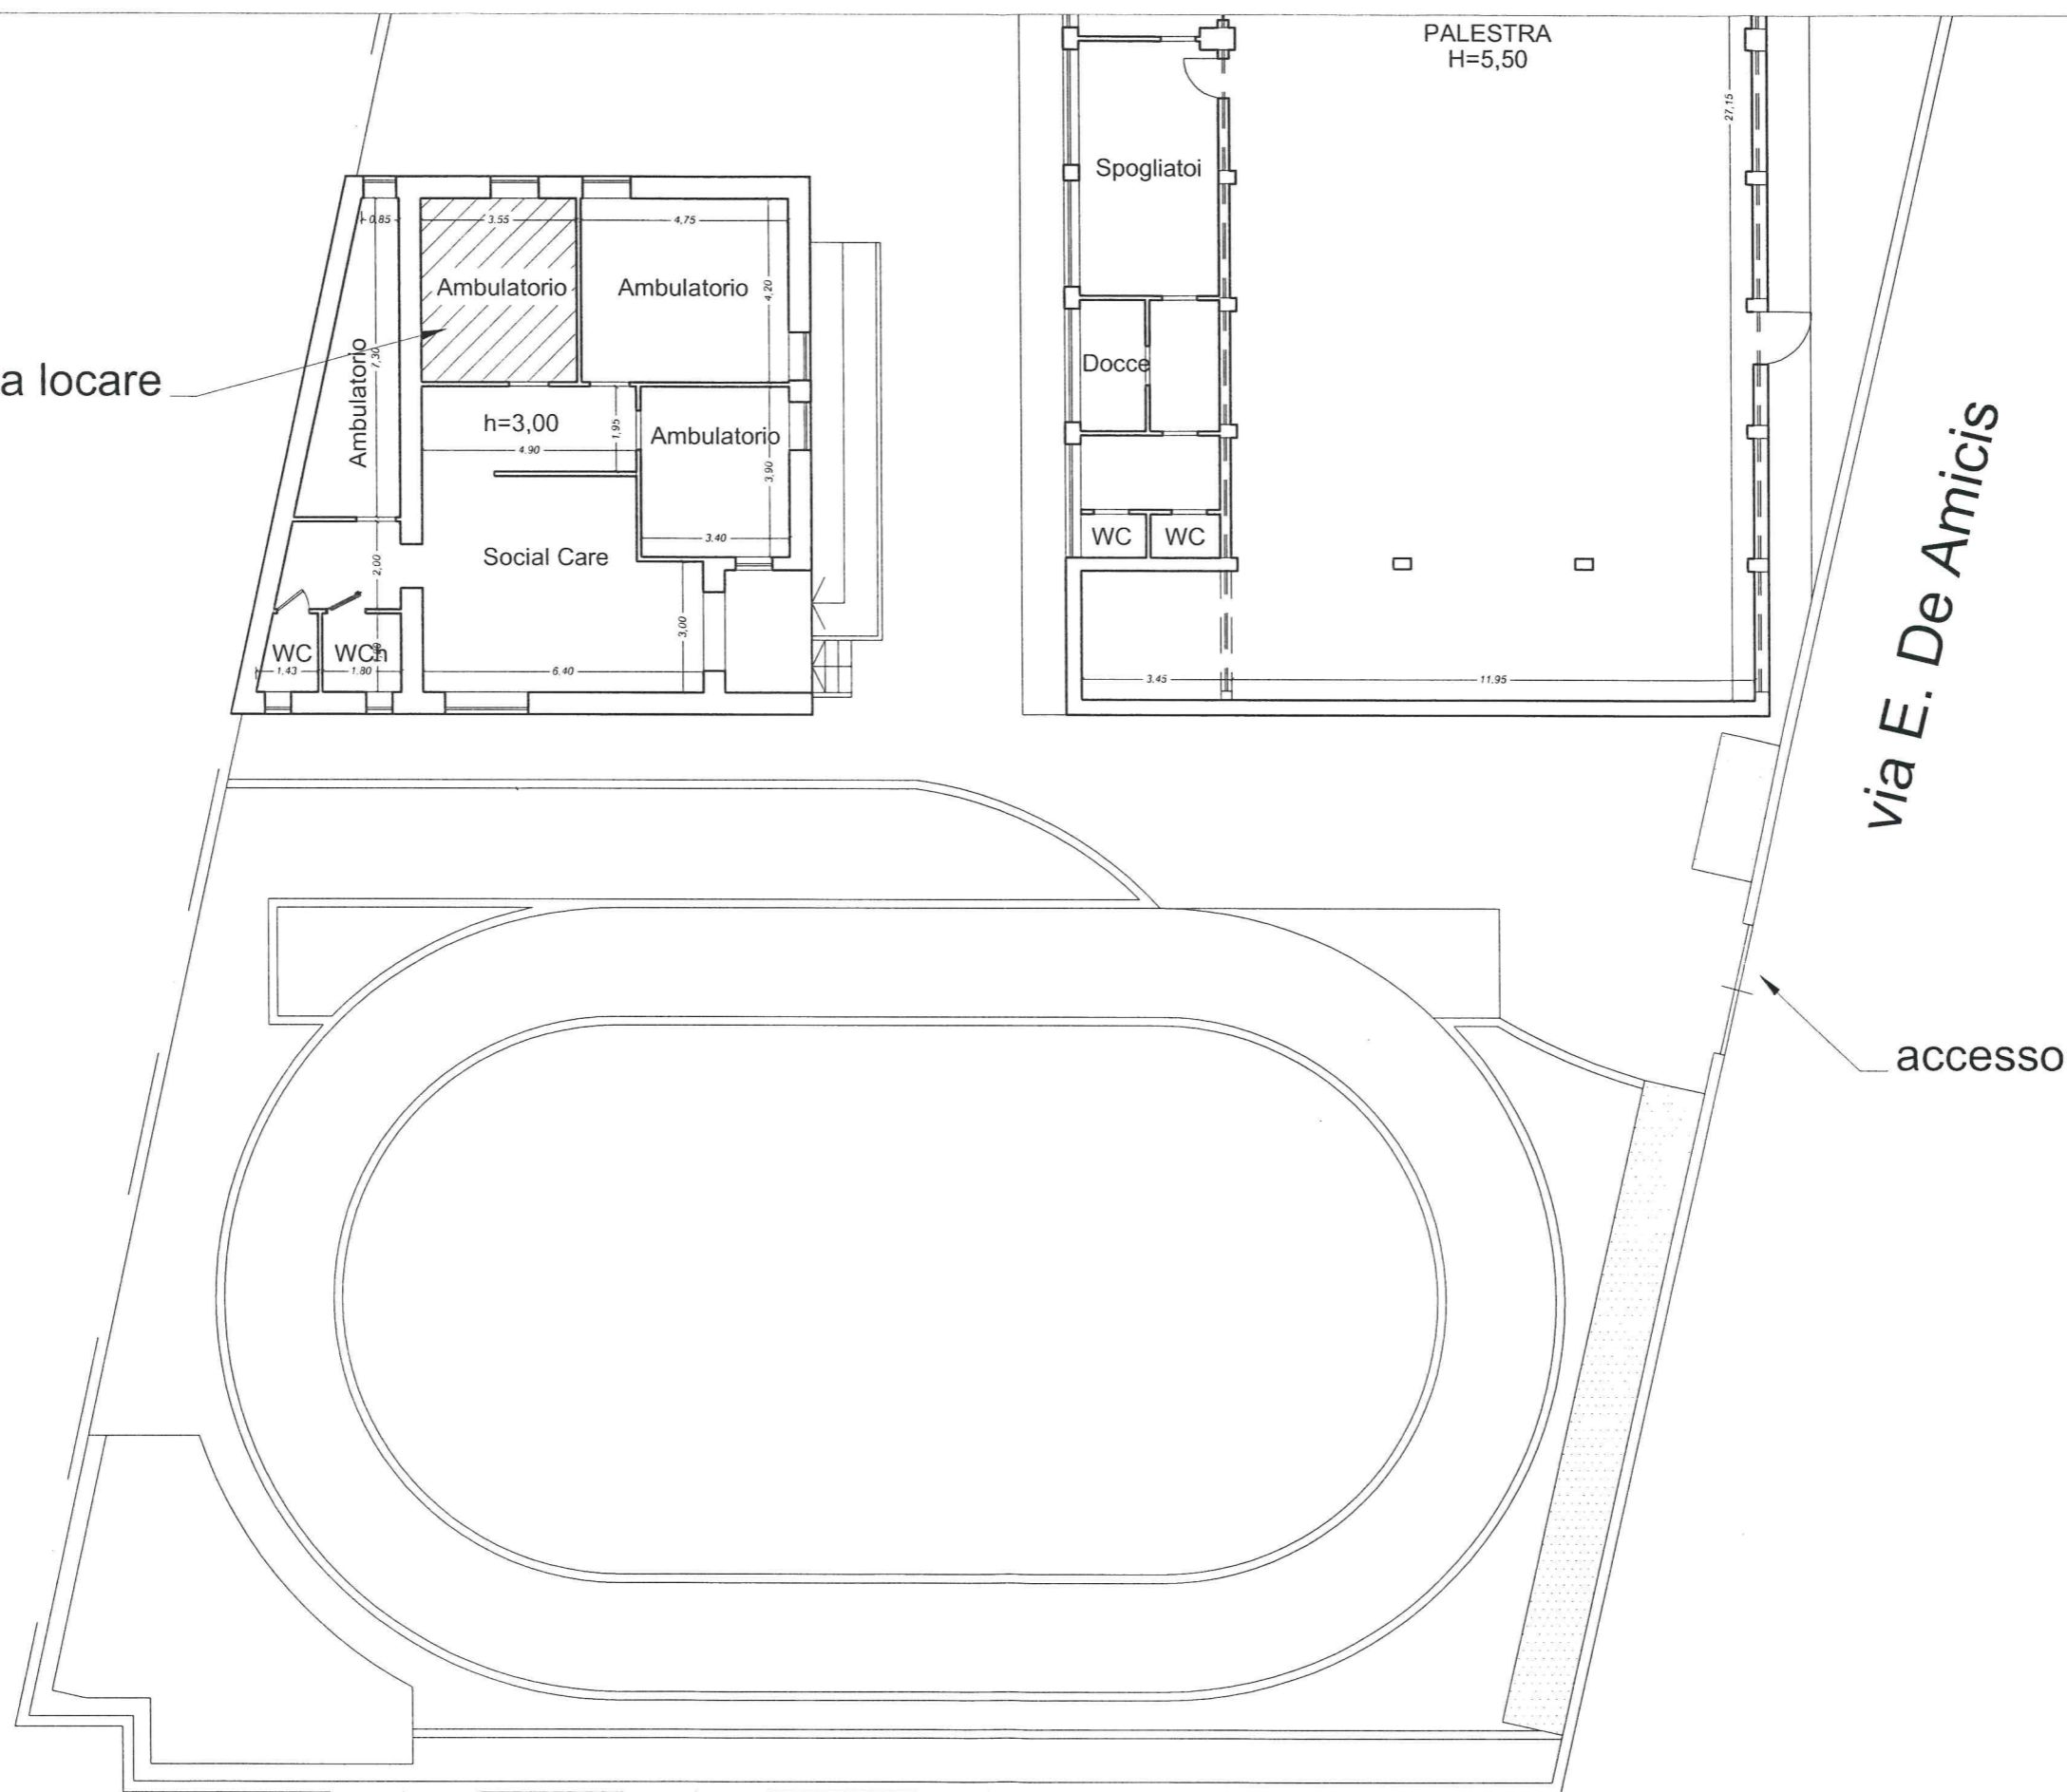 PALESTRA
H=5,50
27,15
Spogliatoi
0,85
3.55
4,75
Ambulatorio
Ambulatorio
4,20
a locare
Ambulatorio
7,30
Docce
h=3,00
1,95
4.90
Ambulatorio
3,90
3.40
via E. De Amicis
WC
WC
Social Care
2,00
3,00
WC
WCh
1,43
1.80
6.40
3.45
11.95
accesso